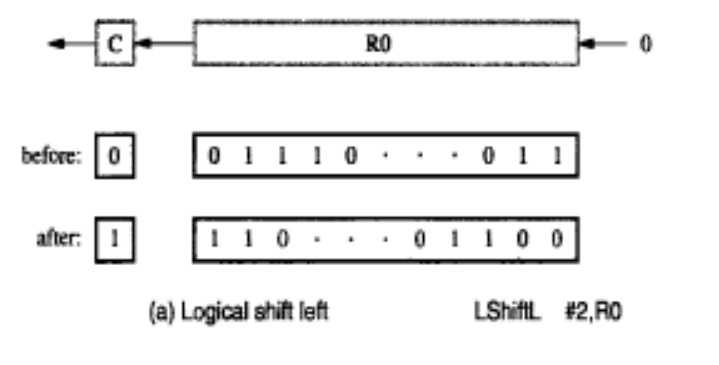 C R0 0
before: 0 0 1 1 1 0 · · · 0 1 1
after: 1 1 1 0 · · · 0 1 1 0 0
(a) Logical shift left LShiftL #2,R0